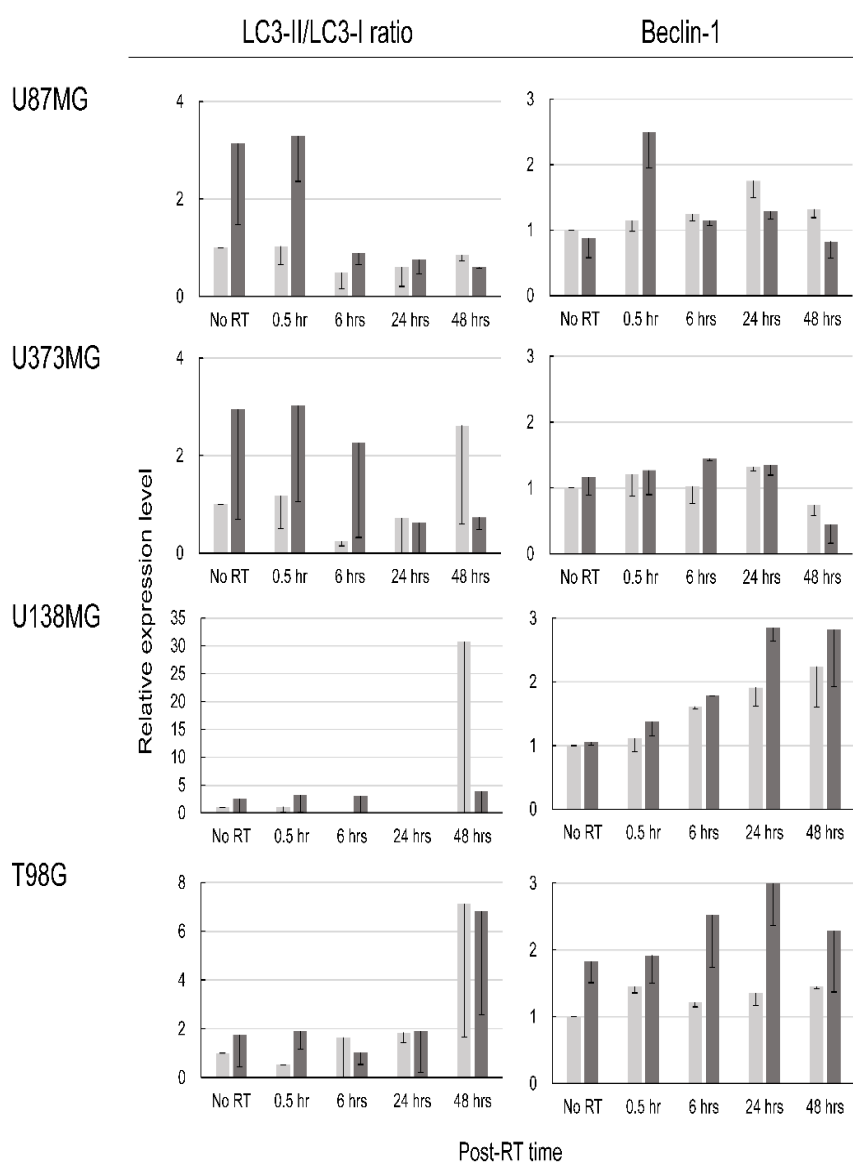 LC3-II/LC3-I ratio Beclin-1
U87MG
4
2
0
No RT 0.5 hr 6 hrs 24 hrs 48 hrs
3
2
1
0
No RT 0.5 hr 6 hrs 24 hrs 48 hrs
U373MG
4
2
0
No RT 0.5 hr 6 hrs 24 hrs 48 hrs
3
2
1
0
No RT 0.5 hr 6 hrs 24 hrs 48 hrs
Relative expression level
U138MG
35
30
25
20
15
10
5
0
No RT 0.5 hr 6 hrs 24 hrs 48 hrs
3
2
1
0
No RT 0.5 hr 6 hrs 24 hrs 48 hrs
T98G
8
6
4
2
0
No RT 0.5 hr 6 hrs 24 hrs 48 hrs
3
2
1
0
No RT 0.5 hr 6 hrs 24 hrs 48 hrs
Post-RT time